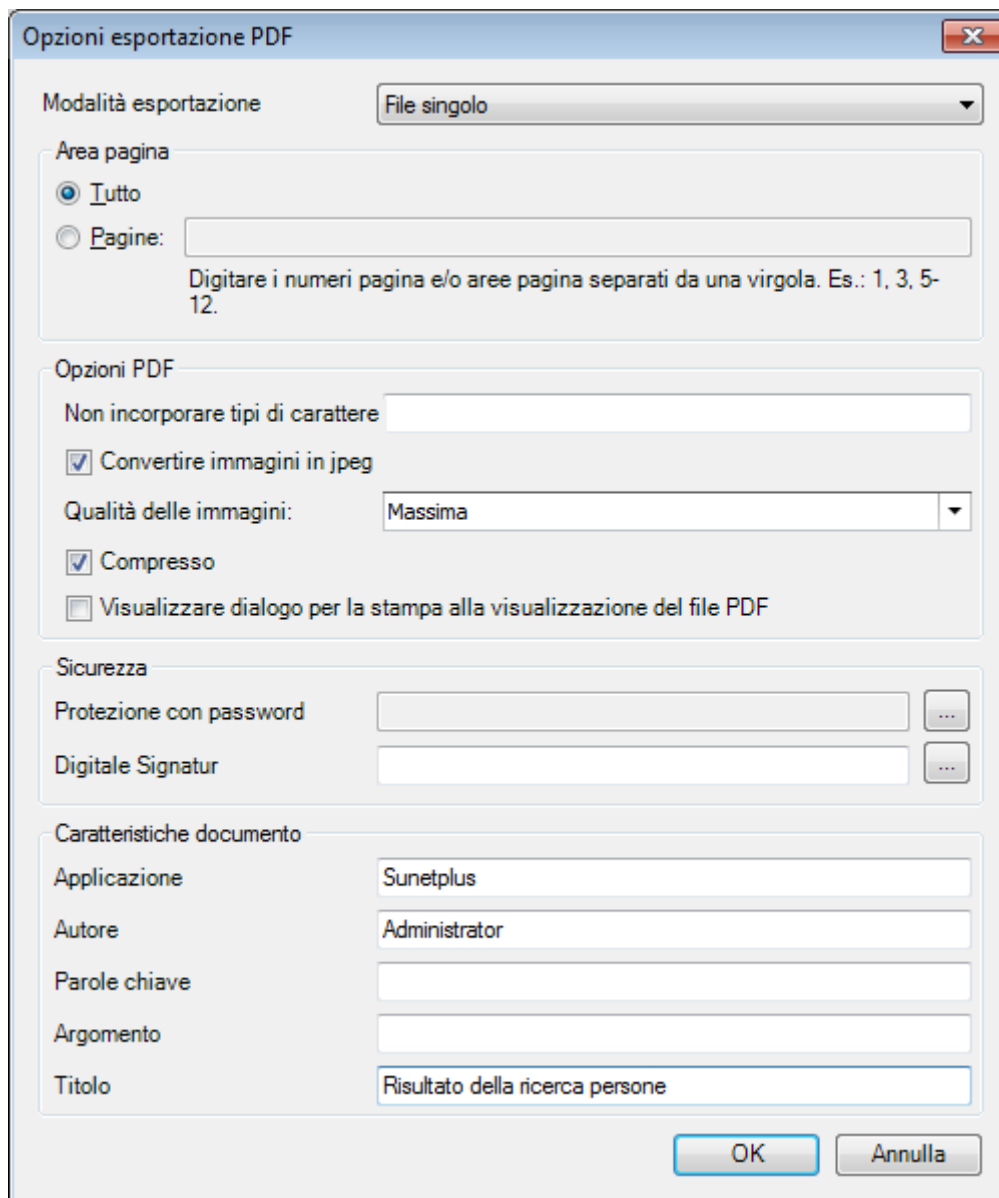 Opzioni esportazione PDF
Modalità esportazione File singolo
Area pagina
Tutto
Pagine:
Digitare i numeri pagina e/o aree pagina separati da una virgola. Es.: 1, 3, 5-
12.
Opzioni PDF
Non incorporare tipi di carattere
Convertire immagini in jpeg
Qualità delle immagini: Massima
Compresso
Visualizzare dialogo per la stampa alla visualizzazione del file PDF
Sicurezza
Protezione con password ...
Digitale Signatur ...
Caratteristiche documento
Applicazione Sunetplus
Autore Administrator
Parole chiave
Argomento
Titolo Risultato della ricerca persone
OK Annulla